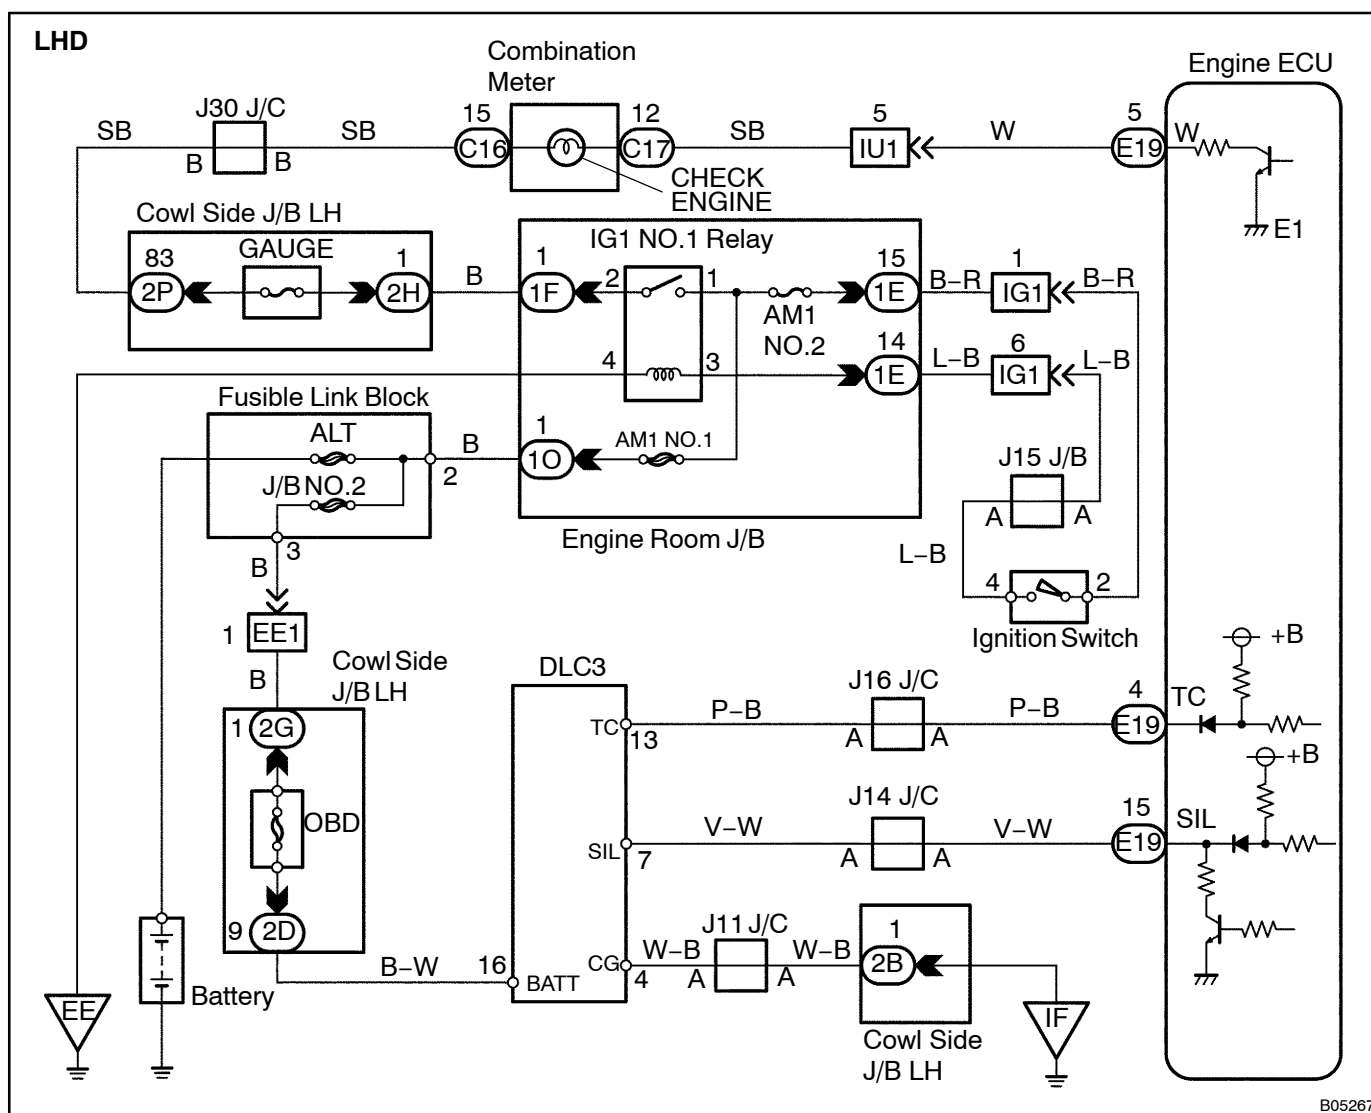 LHD
Combination
Meter
Engine ECU
J30 J/C
15
12
5
5
SB
SB
SB
W
W
B
B
C16
C17
IU1
E19
CHECK
ENGINE
E1
Cowl Side J/B LH
GAUGE
83
1
2P
2H
B
IG1 NO.1 Relay
1
2
1
15
1
1F
1E
B–R
IG1
B–R
AM1
NO.2
14
6
4
3
1E
L–B
IG1
L–B
Fusible Link Block
ALT
1
AM1 NO.1
J15 J/B
B
1O
2
J/B NO.2
A
A
3
Engine Room J/B
L–B
B
4
2
1
EE1
Ignition Switch
+B
B
Cowl Side
J/B LH
DLC3
J16 J/C
4
TC
P–B
P–B
1
2G
TC
13
A
A
E19
+B
OBD
J14 J/C
15
V–W
V–W
SIL
SIL
7
A
A
E19
9
2D
J11 J/C
1
W–B
W–B
B–W
16
BATT
CG
4
A
A
2B
Battery
EE
IF
Cowl Side
J/B LH
B05267